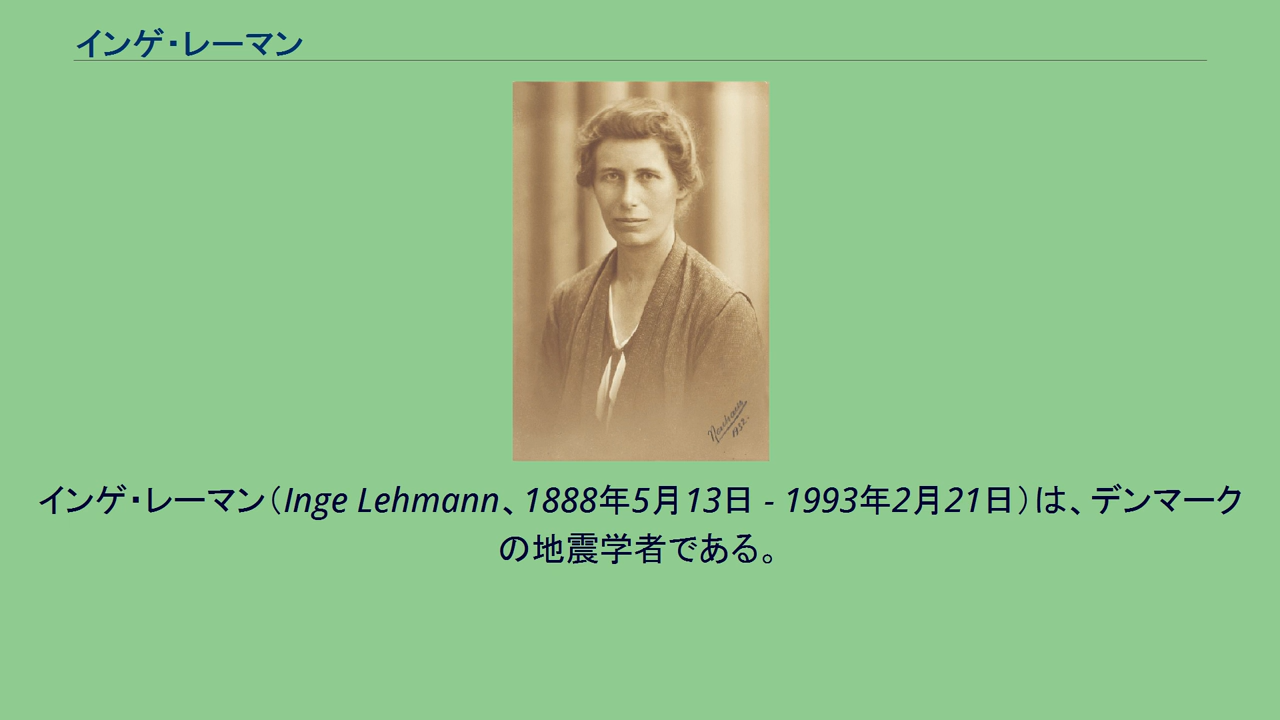 インゲ・レーマン
1932.
インゲ・レーマン（Inge Lehmann、1888年5月13日 - 1993年2月21日）は、デンマーク
の地震学者である。